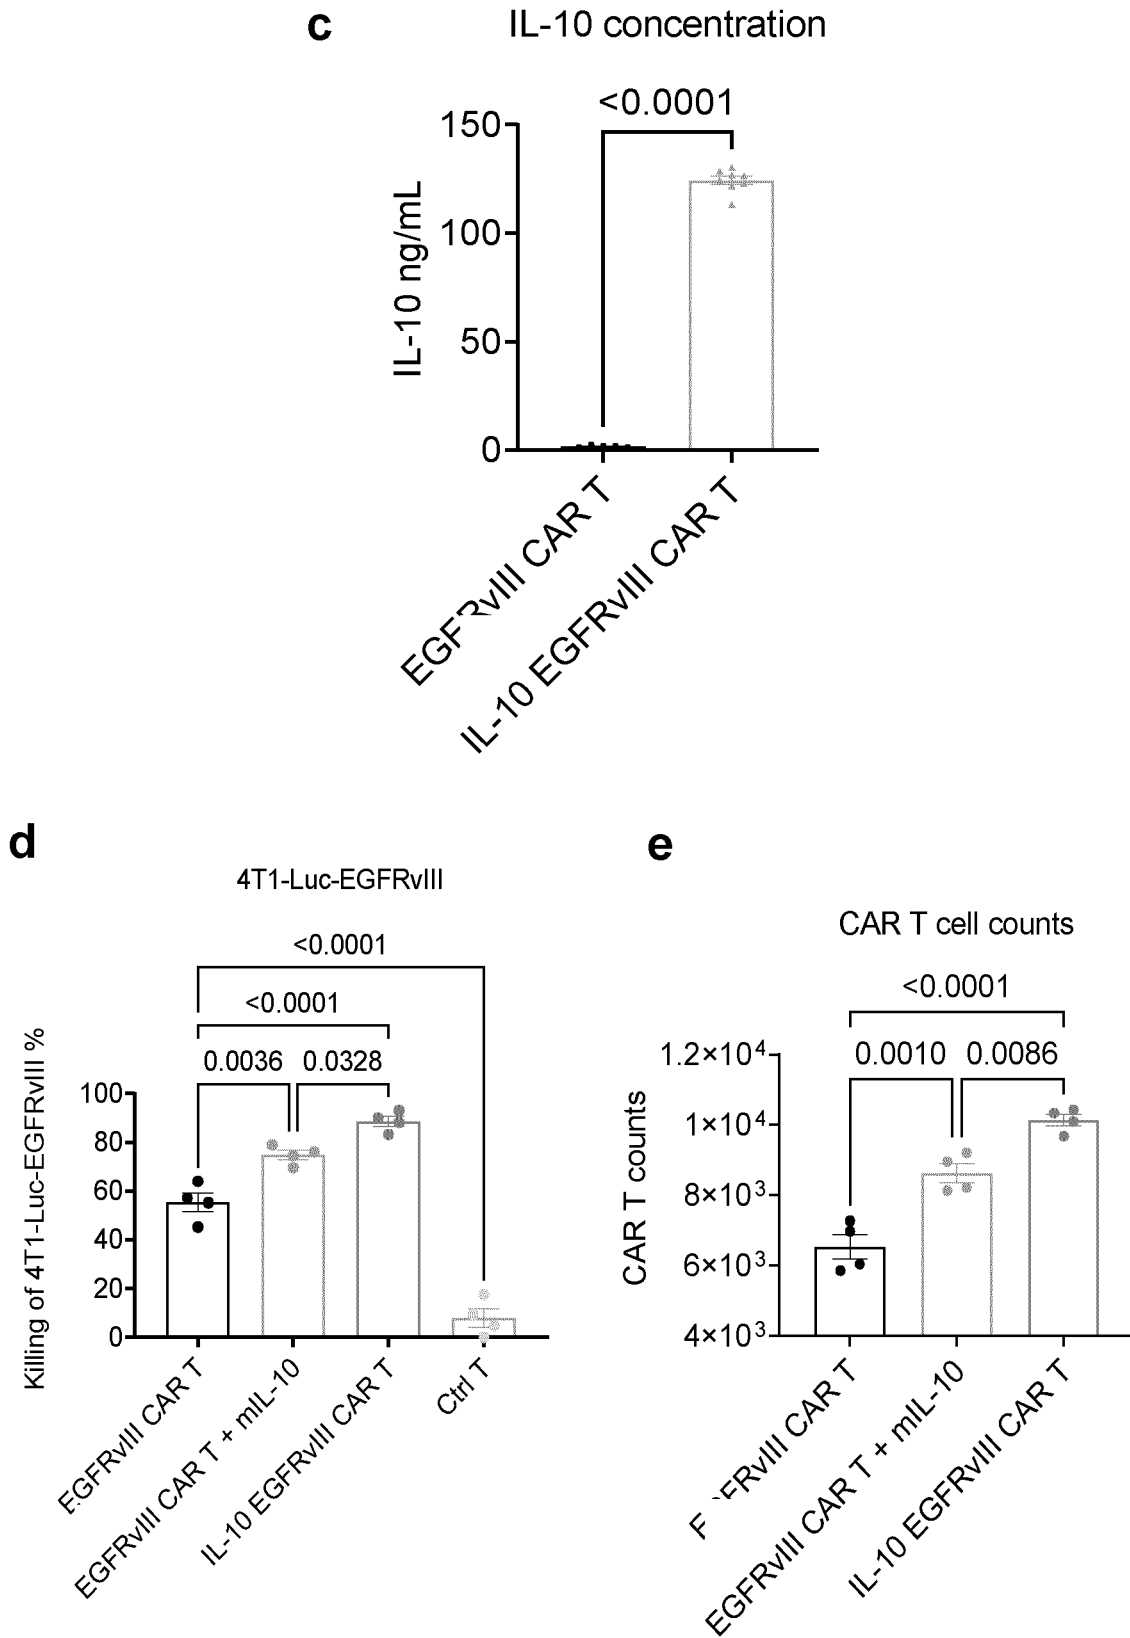 c
IL-10 concentration
<0.0001
150
100
50
0
IL-10 ng/mL
CAR T
IL-10 EGFRvIII CAR T
d
4T1-Luc-EGFRvIII
<0.0001
<0.0001
0.0036
0.0328
100
80
60
40
20
0
Killing of 4T1-Luc-EGFRvIII %
EGFRvIII CAR T
EGFRvIII CAR T + mIL-10
IL-10 EGFRvIII CAR T
Ctrl T
e
CAR T cell counts
<0.0001
0.0010
0.0086
1.2×10⁴
1×10⁴
8×10³
6×10³
4×10³
CAR T counts
CAR T
EGFRvIII CAR T + mIL-10
IL-10 EGFRvIII CAR T